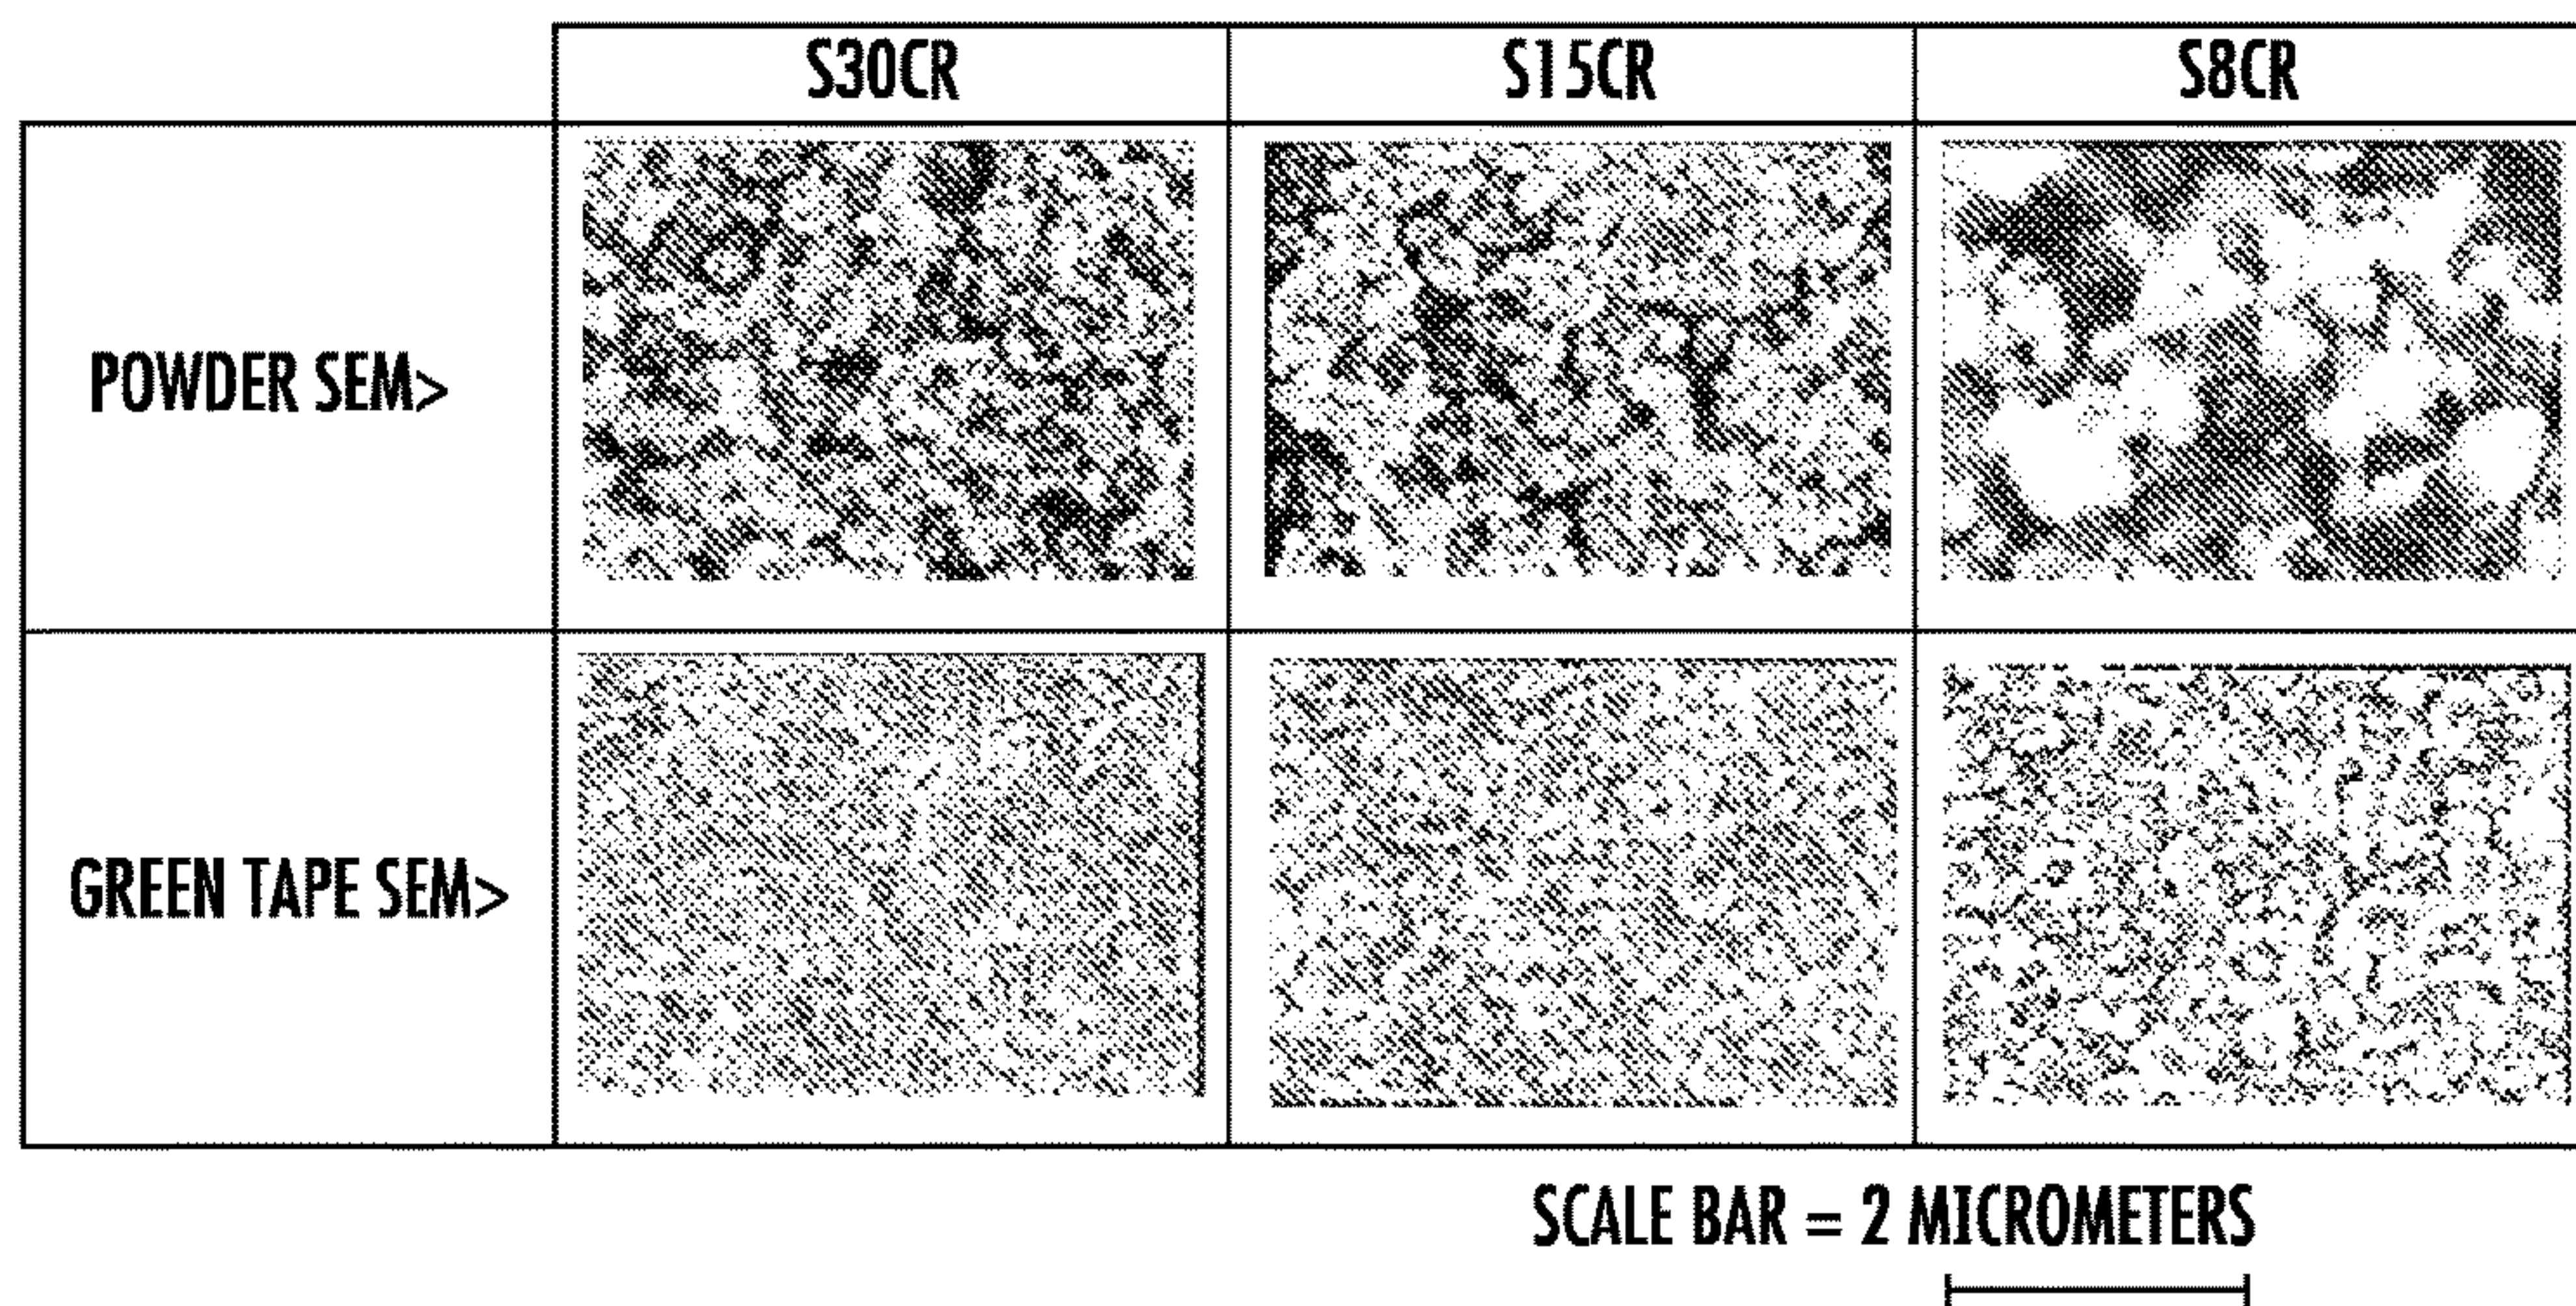 S30CR S15CR S8CR
POWDER SEM>
GREEN TAPE SEM>
SCALE BAR = 2 MICROMETERS